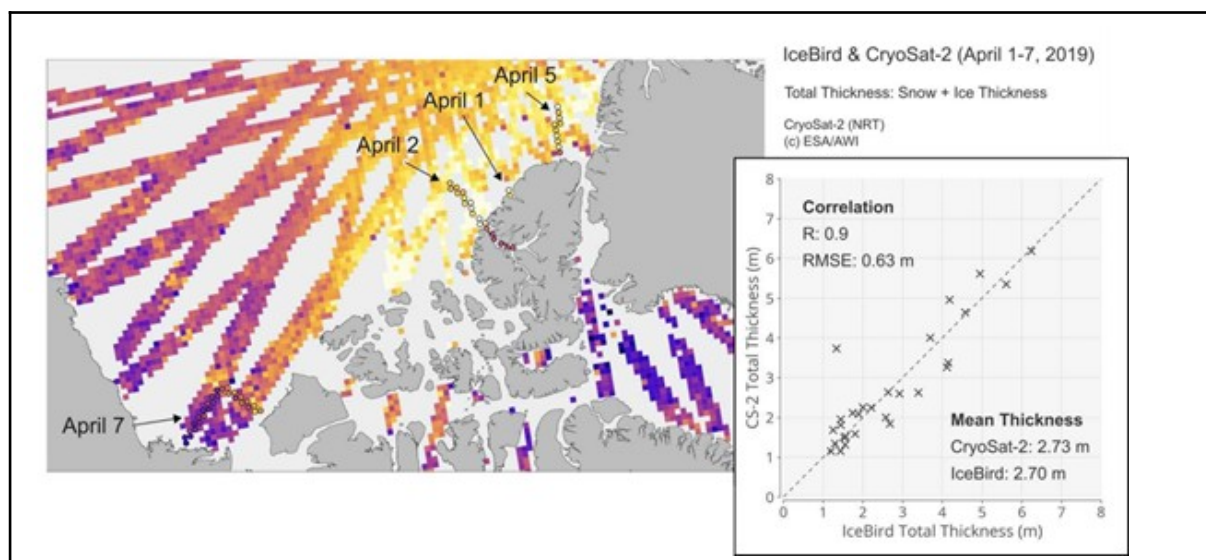 IceBird & CryoSat-2 (April 1-7, 2019)
Total Thickness: Snow + Ice Thickness
CryoSat-2 (NRT)
(c) ESA/AWI
April 5
April 1
April 2
April 7
Correlation
R: 0.9
RMSE: 0.63 m
Mean Thickness
CryoSat-2: 2.73 m
IceBird: 2.70 m
CS-2 Total Thickness (m)
8
7
6
5
4
3
2
1
0
0 1 2 3 4 5 6 7 8
IceBird Total Thickness (m)